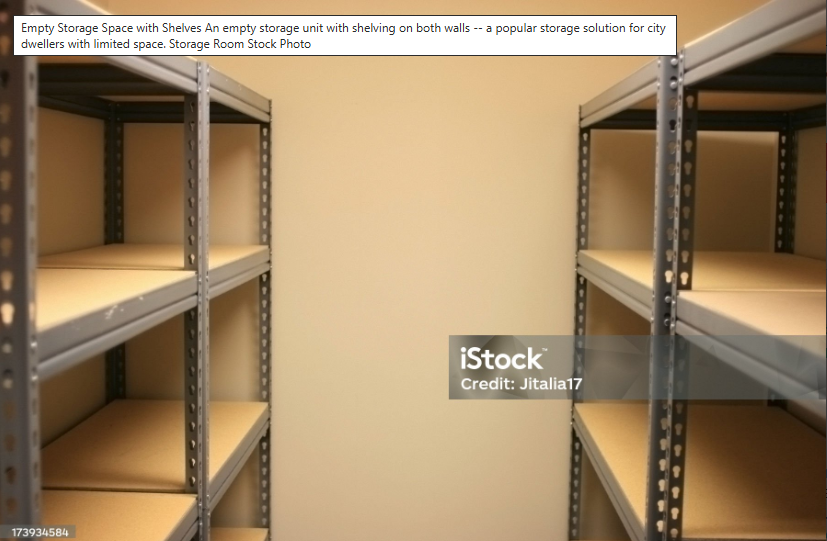 Empty Storage Space with Shelves An empty storage unit with shelving on both walls -- a popular storage solution for city
dwellers with limited space. Storage Room Stock Photo
iStock™
Credit: Jitalia17
173934584